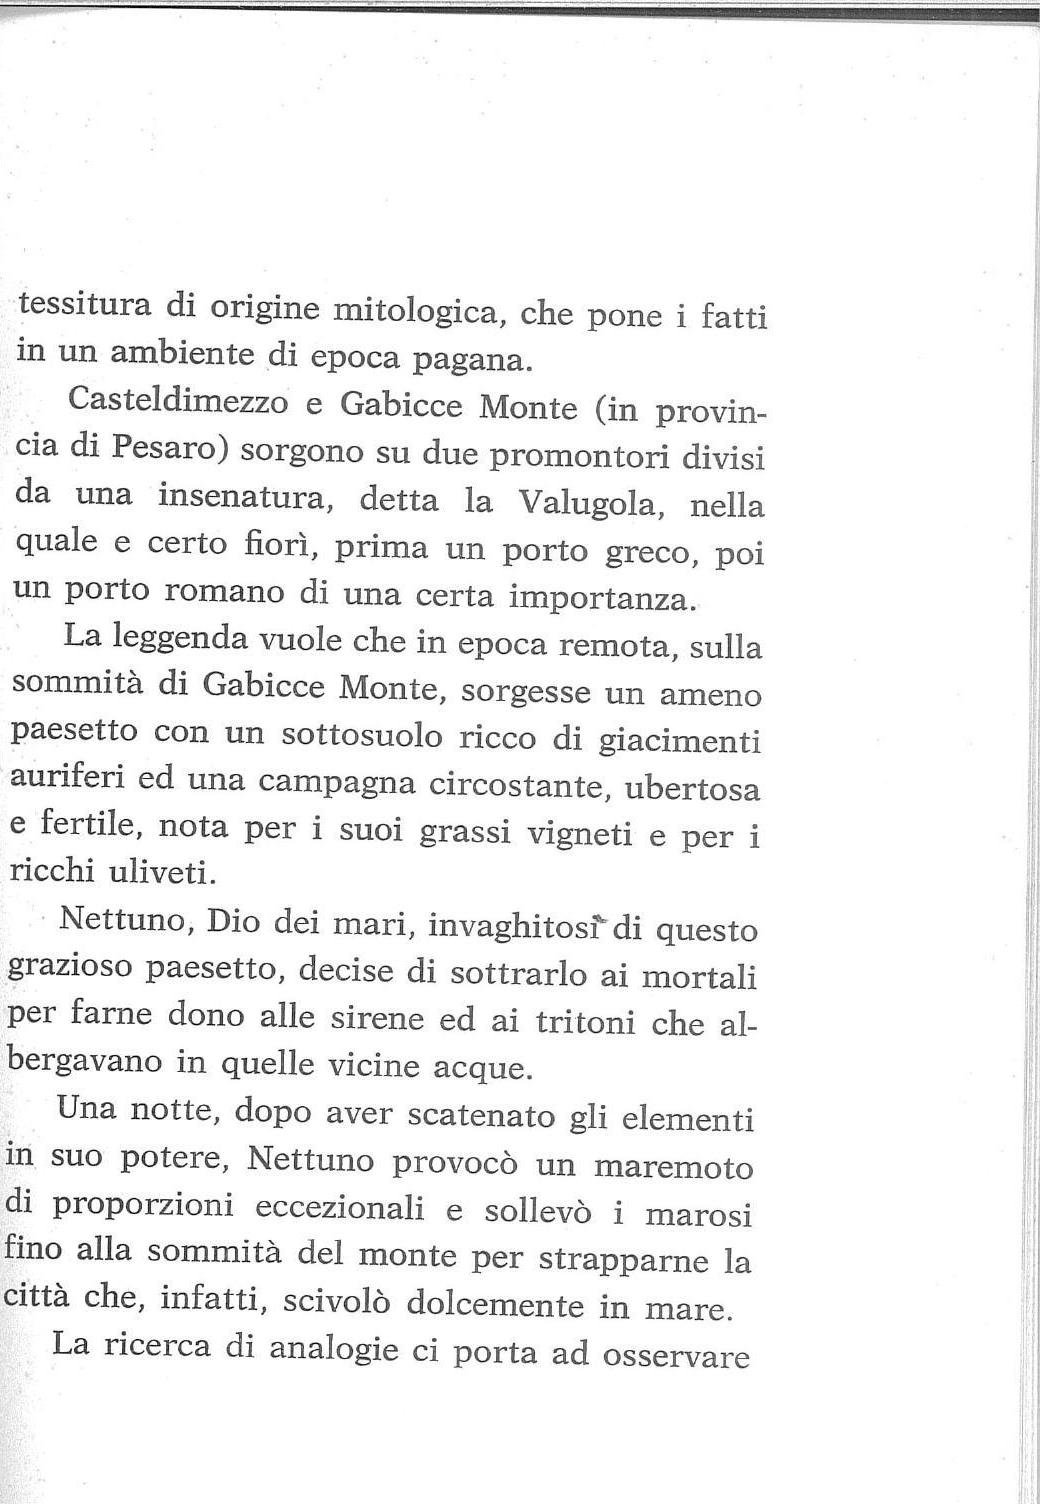 tessitura di origine mitologica, che pone i fatti
in un ambiente di epoca pagana.
Casteldimezzo e Gabicce Monte (in provin-
cia di Pesaro) sorgono su due promontori divisi
da una insenatura, detta la Valugola, nella
quale e certo fiorì, prima un porto greco, poi
un porto romano di una certa importanza.
La leggenda vuole che in epoca remota, sulla
sommità di Gabicce Monte, sorgesse un ameno
paesetto con un sottosuolo ricco di giacimenti
auriferi ed una campagna circostante, ubertosa
e fertile, nota per i suoi grassi vigneti e per i
ricchi uliveti.
Nettuno, Dio dei mari, invaghitosi di questo
grazioso paesetto, decise di sottrarlo ai mortali
per farne dono alle sirene ed ai tritoni che al-
bergavano in quelle vicine acque.
Una notte, dopo aver scatenato gli elementi
in suo potere, Nettuno provocò un maremoto
di proporzioni eccezionali e sollevò i marosi
fino alla sommità del monte per strapparne la
città che, infatti, scivolò dolcemente in mare.
La ricerca di analogie ci porta ad osservare